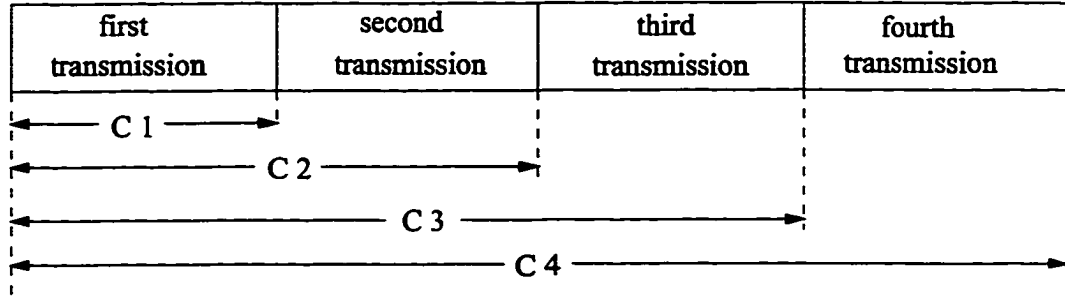 first
transmission
second
transmission
third
transmission
fourth
transmission
C 1
C 2
C 3
C 4